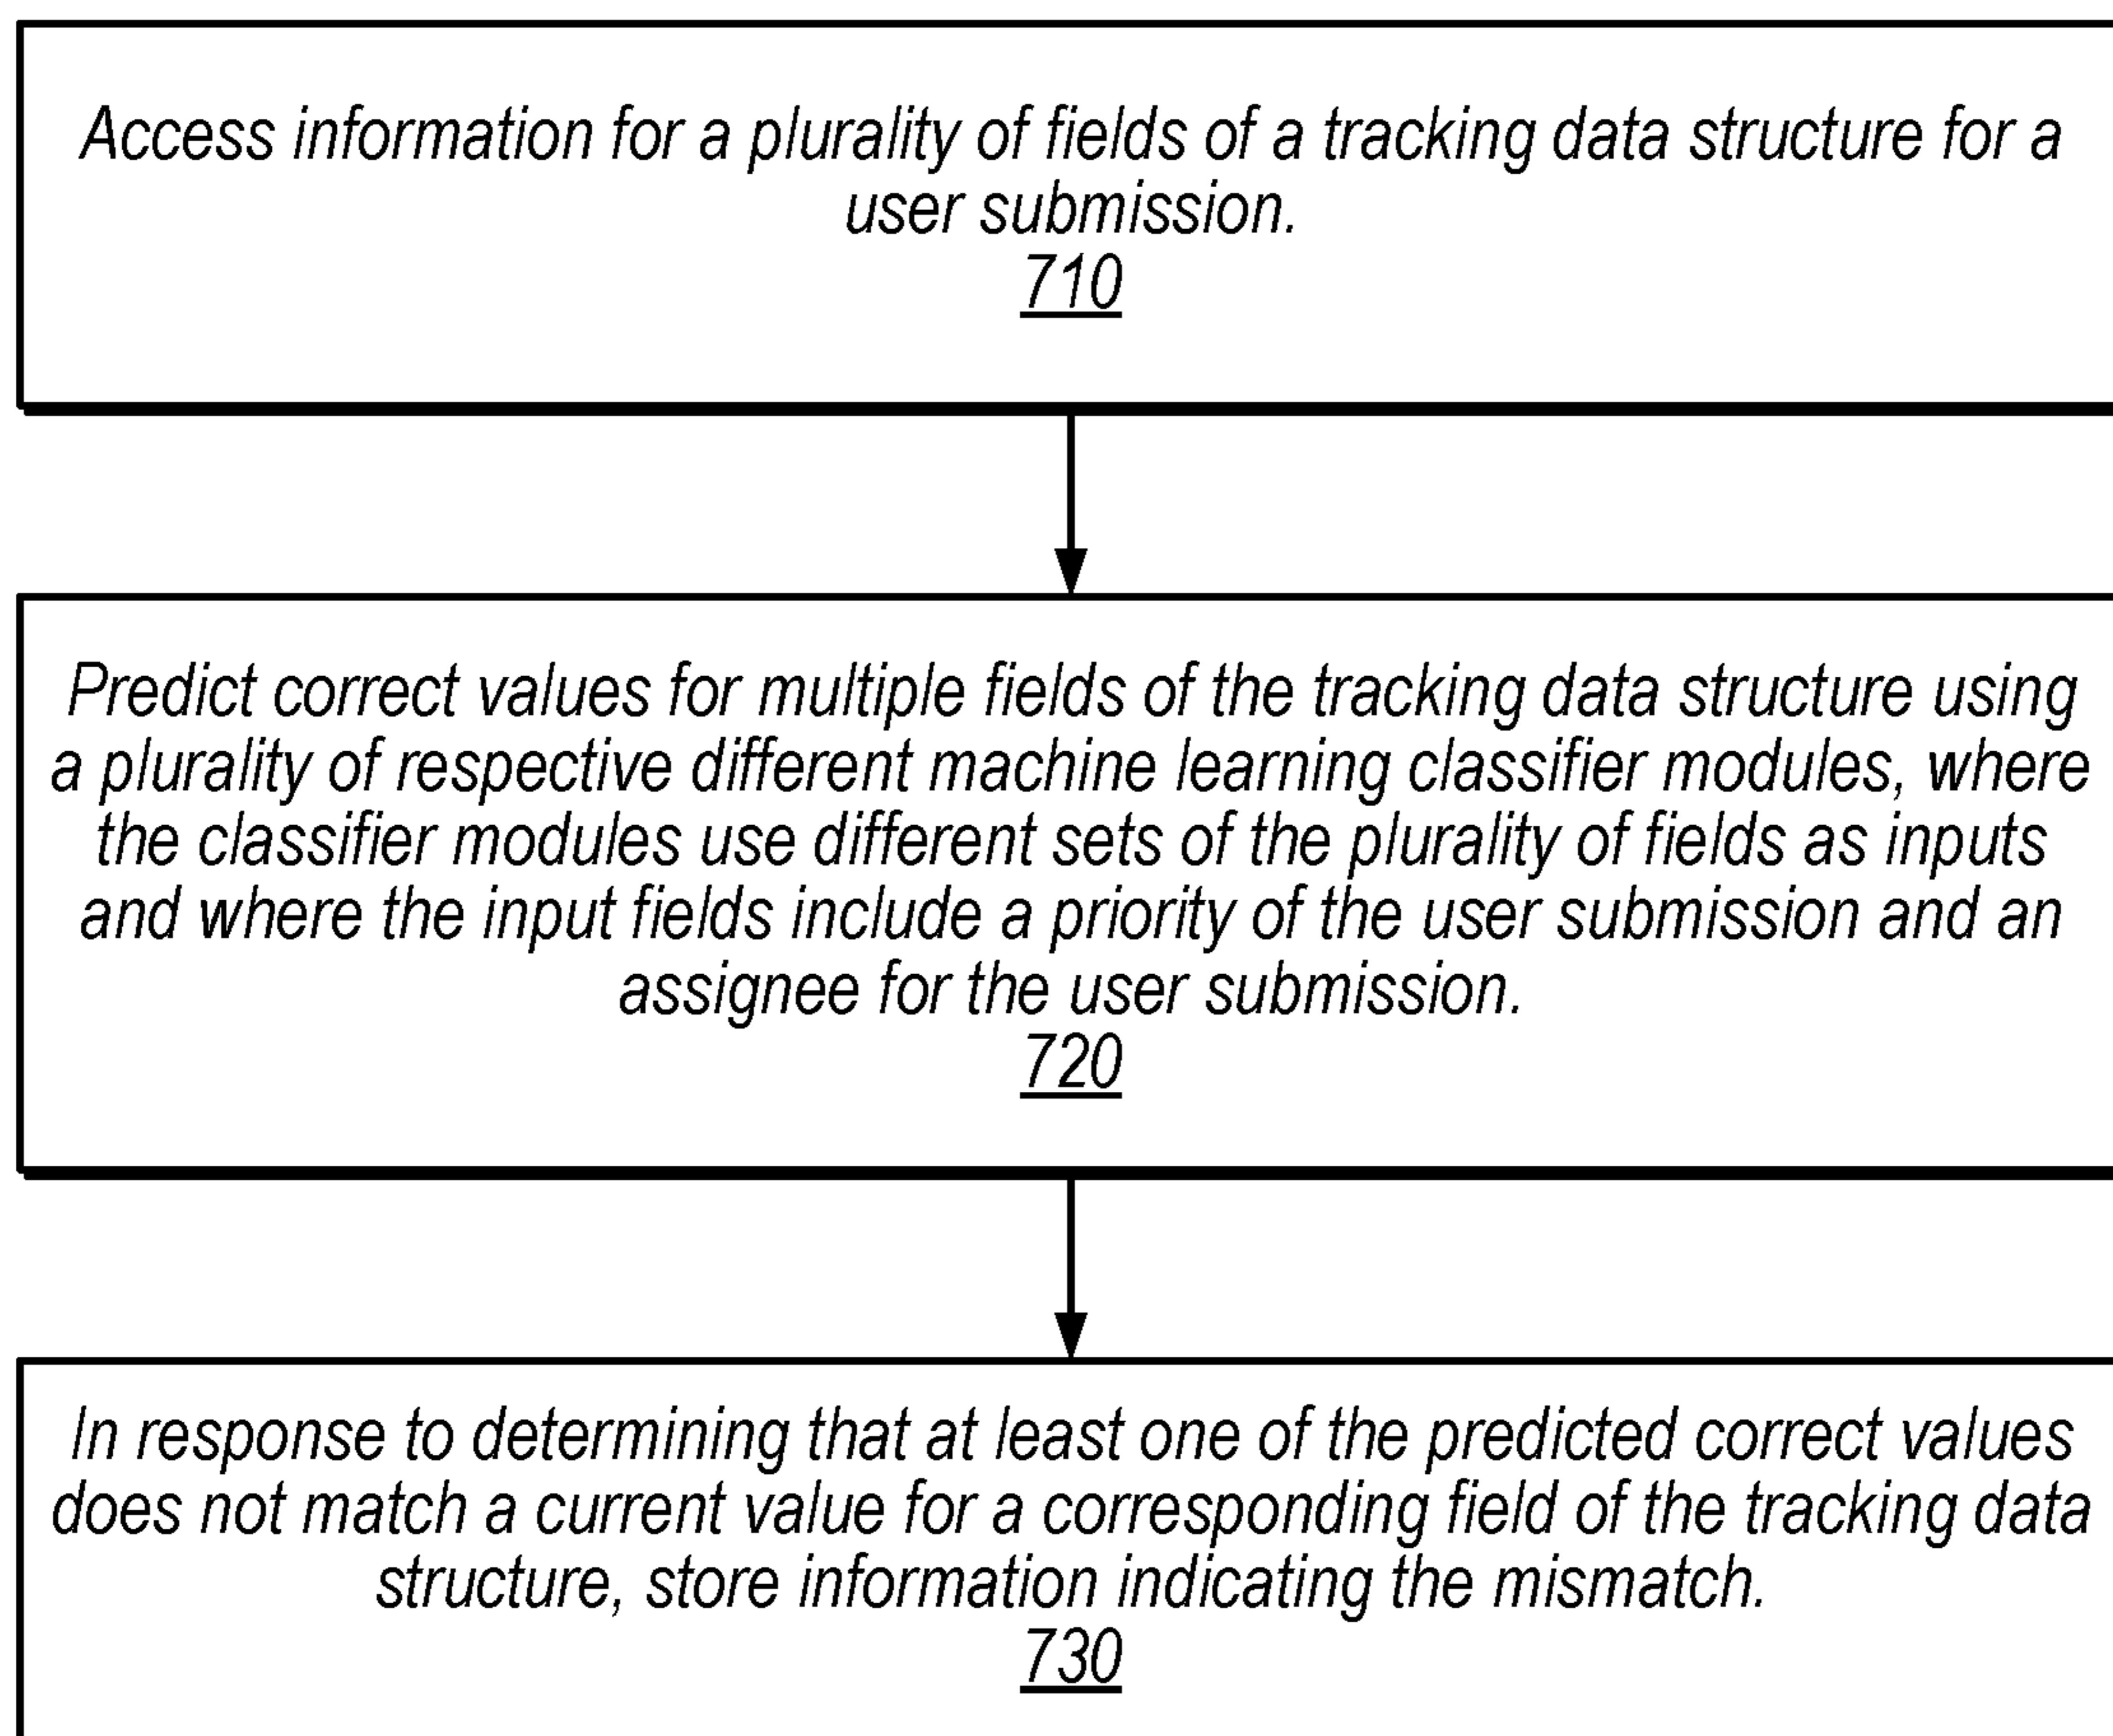 Access information for a plurality of fields of a tracking data structure for a
user submission.
710
Predict correct values for multiple fields of the tracking data structure using
a plurality of respective different machine learning classifier modules, where
the classifier modules use different sets of the plurality of fields as inputs
and where the input fields include a priority of the user submission and an
assignee for the user submission.
720
In response to determining that at least one of the predicted correct values
does not match a current value for a corresponding field of the tracking data
structure, store information indicating the mismatch.
730